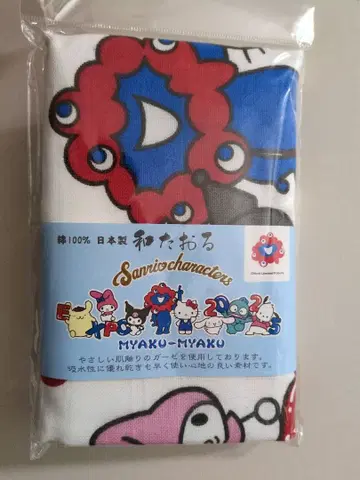 綿100% 日本製 和たおる
Sanrio characters
EXPO 2025
MYAKU-MYAKU
やさしい肌触りのガーゼを使用しております。
吸水性に優れ乾きも早く使い心地の良い素材です。